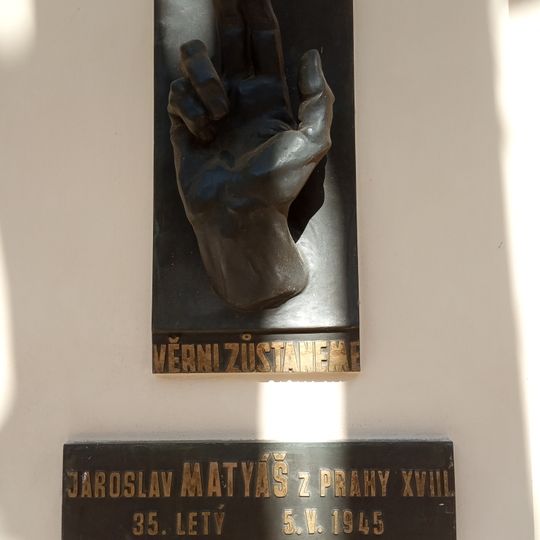 VĚRNI ZŮSTANEME
JAROSLAV MATYÁŠ Z PRAHY XVIII.
35. LETÝ 5. V. 1945